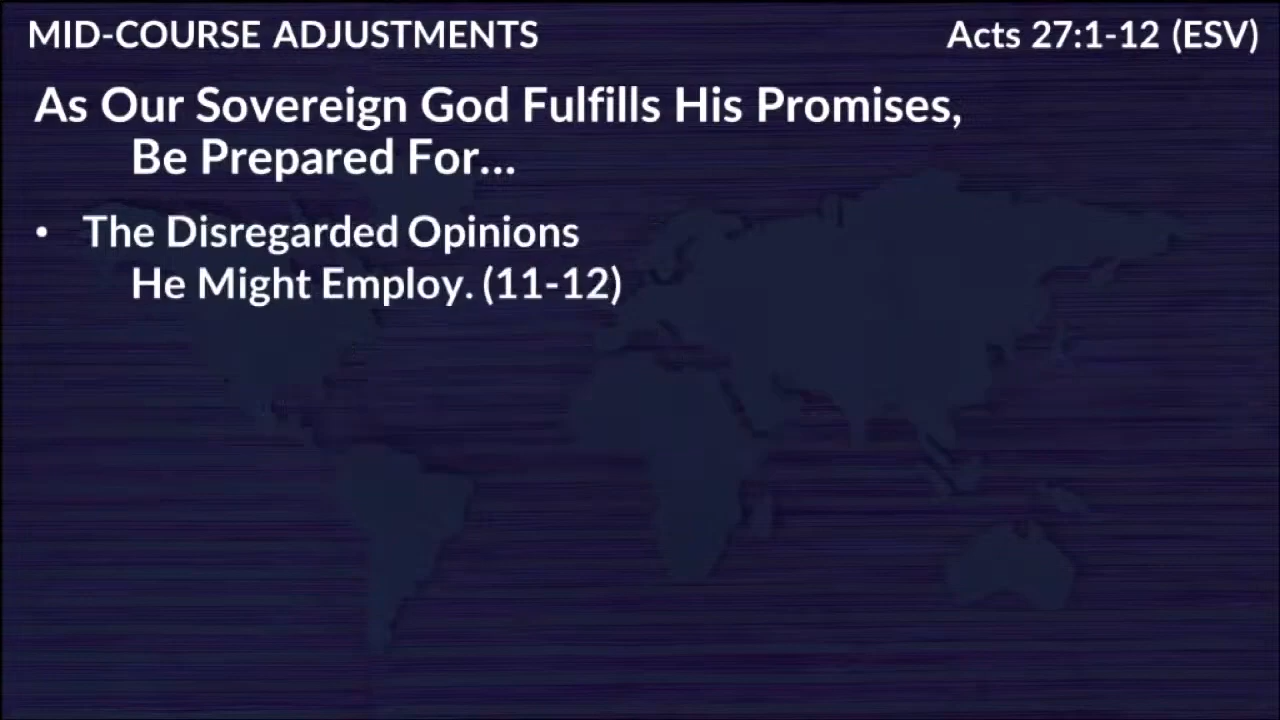 MID-COURSE ADJUSTMENTS
Acts 27:1-12 (ESV)
As Our Sovereign God Fulfills His Promises,
Be Prepared For...
• The Disregarded Opinions
He Might Employ. (11-12)